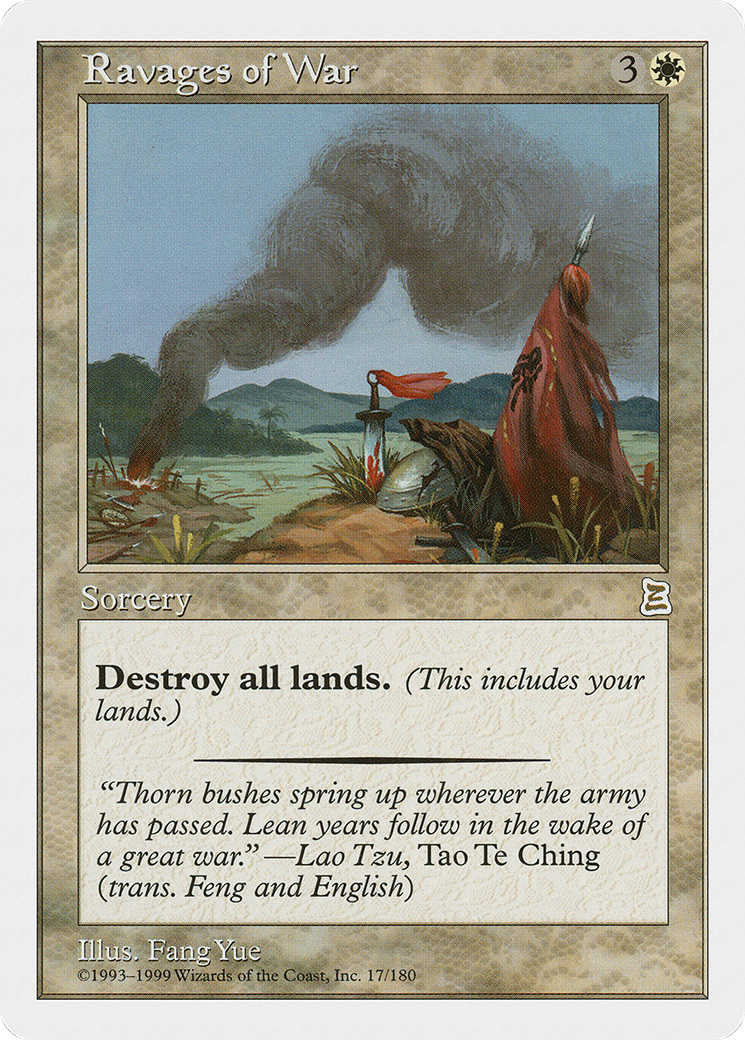 Ravages of War 3
Sorcery
Destroy all lands. (This includes your
lands.)
“Thorn bushes spring up wherever the army
has passed. Lean years follow in the wake of
a great war.” —Lao Tzu, Tao Te Ching
(trans. Feng and English)
Illus. Fang Yue
©1993–1999 Wizards of the Coast, Inc. 17/180